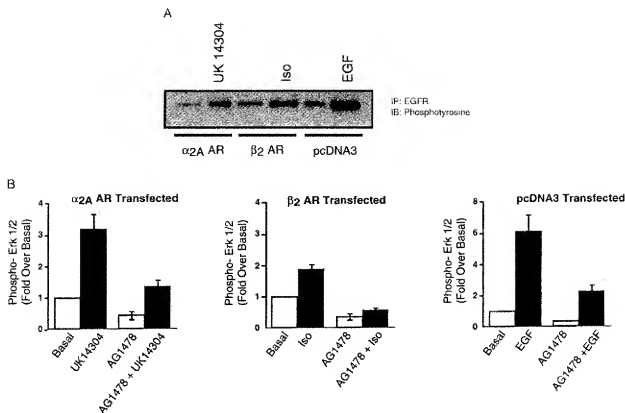 A
UK 14304
Iso
EGF
IP: EGFR
IB: Phosphotyrosine
α2A AR
β2 AR
pcDNA3
B
α2A AR Transfected
Phospho- Erk 1/2
(Fold Over Basal)
4
3
2
1
0
Basal
UK14304
AG1478
AG1478 + UK14304
β2 AR Transfected
Phospho- Erk 1/2
(Fold Over Basal)
4
3
2
1
0
Basal
Iso
AG1478
AG1478 + Iso
pcDNA3 Transfected
Phospho- Erk 1/2
(Fold Over Basal)
8
6
4
2
0
Basal
EGF
AG1478
AG1478 +EGF